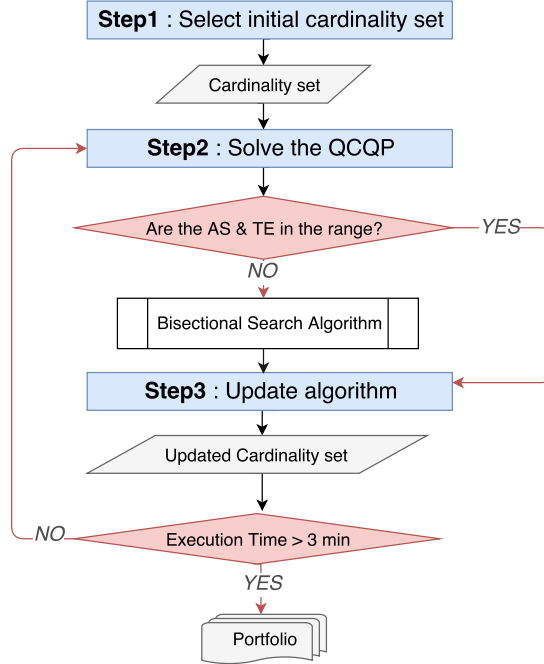 Step1 : Select initial cardinality set
Cardinality set
Step2 : Solve the QCQP
Are the AS & TE in the range?
YES
NO
Bisectional Search Algorithm
Step3 : Update algorithm
Updated Cardinality set
NO
Execution Time > 3 min
YES
Portfolio